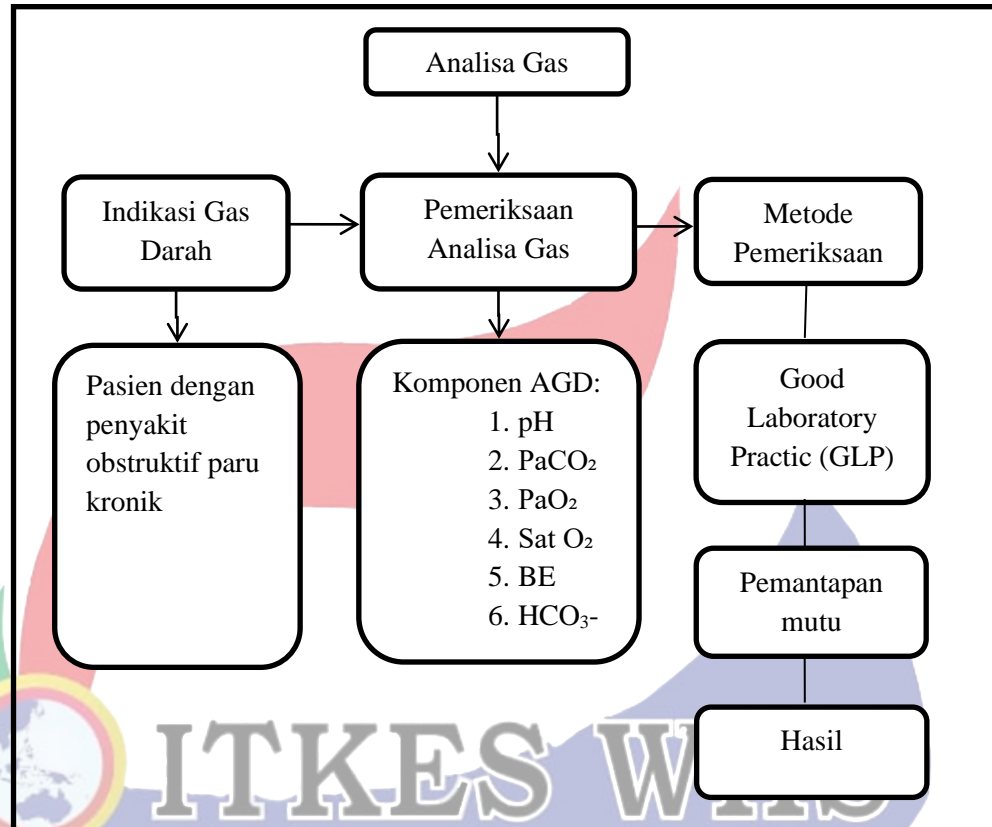 Analisa Gas
Indikasi Gas
Darah
Pemeriksaan
Analisa Gas
Metode
Pemeriksaan
Pasien dengan
penyakit
obstruktif paru
kronik
Komponen AGD:
1. pH
2. PaCO₂
3. PaO₂
4. Sat O₂
5. BE
6. HCO₃-
Good
Laboratory
Practic (GLP)
Pemantapan
mutu
Hasil
ITKES WHS